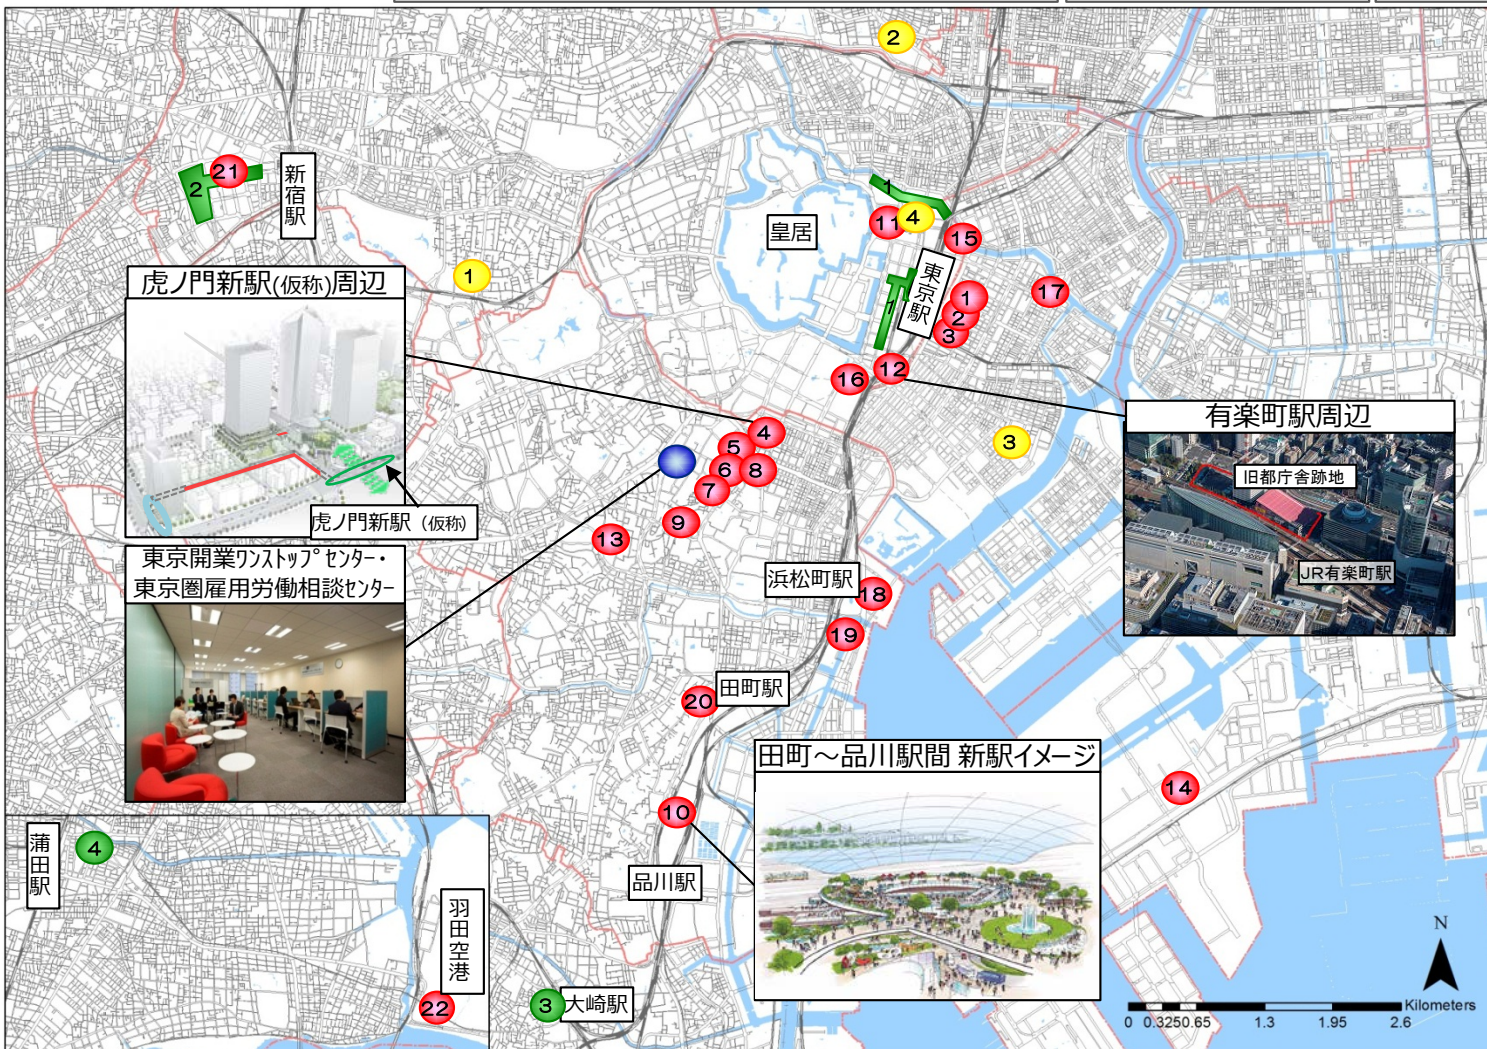 2
21
2
新宿駅
1
虎ノ門新駅(仮称)周辺
虎ノ門新駅（仮称）
東京開業ﾜﾝｽﾄｯﾌﾟｾﾝﾀｰ・
東京圏雇用労働相談ｾﾝﾀｰ
皇居
1
11
4
15
東京駅
1
1
2
3
17
16
12
有楽町駅周辺
旧都庁舎跡地
JR有楽町駅
3
4
5
6
8
7
9
13
浜松町駅
18
19
20
田町駅
田町～品川駅間 新駅イメージ
10
品川駅
14
蒲田駅
4
羽田空港
22
3
大崎駅
N
Kilometers
0 0.3250.65 1.3 1.95 2.6